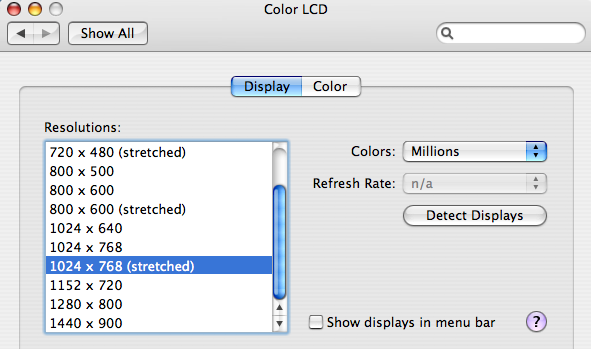 Color LCD
Show All
Display Color
Resolutions:
720 x 480 (stretched)
800 x 500
800 x 600
800 x 600 (stretched)
1024 x 640
1024 x 768
1024 x 768 (stretched)
1152 x 720
1280 x 800
1440 x 900
Colors: Millions
Refresh Rate: n/a
Detect Displays
Show displays in menu bar ?